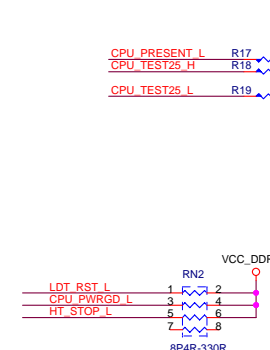 CPU_PRESENT_L R17
CPU_TEST25_H R18
CPU_TEST25_L R19
VCC_DDR
RN2
LDT_RST_L 1 2
CPU_PWRGD_L 3 4
HT_STOP_L 5 6
7 8
8P4R-330R